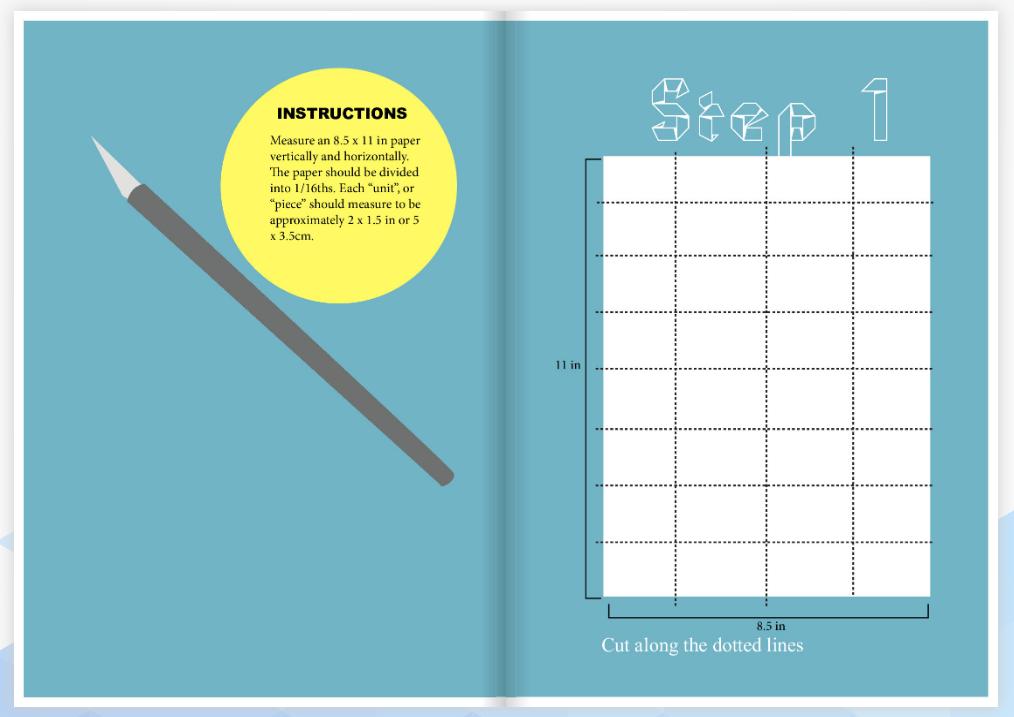 INSTRUCTIONS
Measure an 8.5 x 11 in paper
vertically and horizontally.
The paper should be divided
into 1/16ths. Each “unit”, or
“piece” should measure to be
approximately 2 x 1.5 in or 5
x 3.5cm.
Step 1
11 in
8.5 in
Cut along the dotted lines